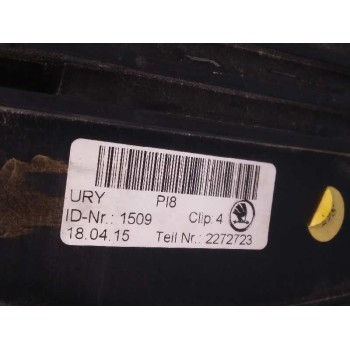 URY PI8
ID-Nr.: 1509 Clip. 4
18.04.15 Teil Nr.: 2272723